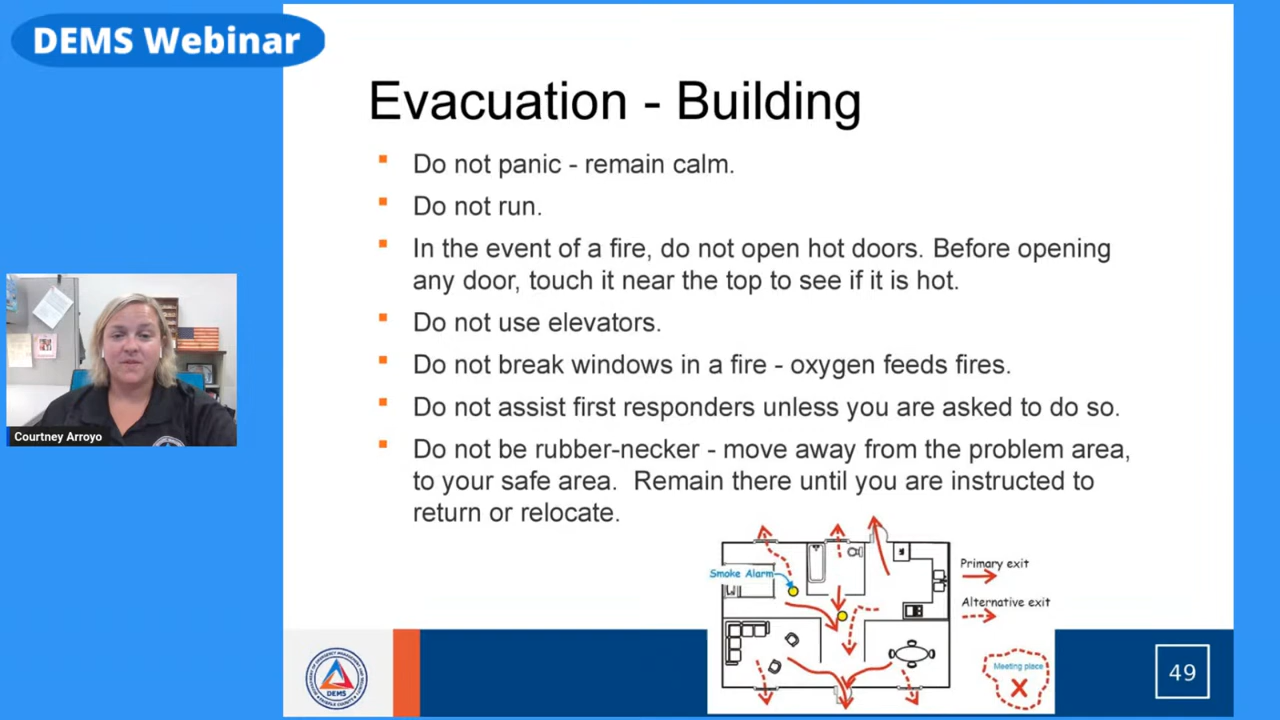 DEMS Webinar
Evacuation - Building
Do not panic - remain calm.
Do not run.
In the event of a fire, do not open hot doors. Before opening
any door, touch it near the top to see if it is hot.
Do not use elevators.
Do not break windows in a fire - oxygen feeds fires.
Do not assist first responders unless you are asked to do so.
Do not be rubber-necker - move away from the problem area,
to your safe area. Remain there until you are instructed to
return or relocate.
Courtney Arroyo
Smoke Alarm
Primary exit
Alternative exit
Meeting place
DEMS
49